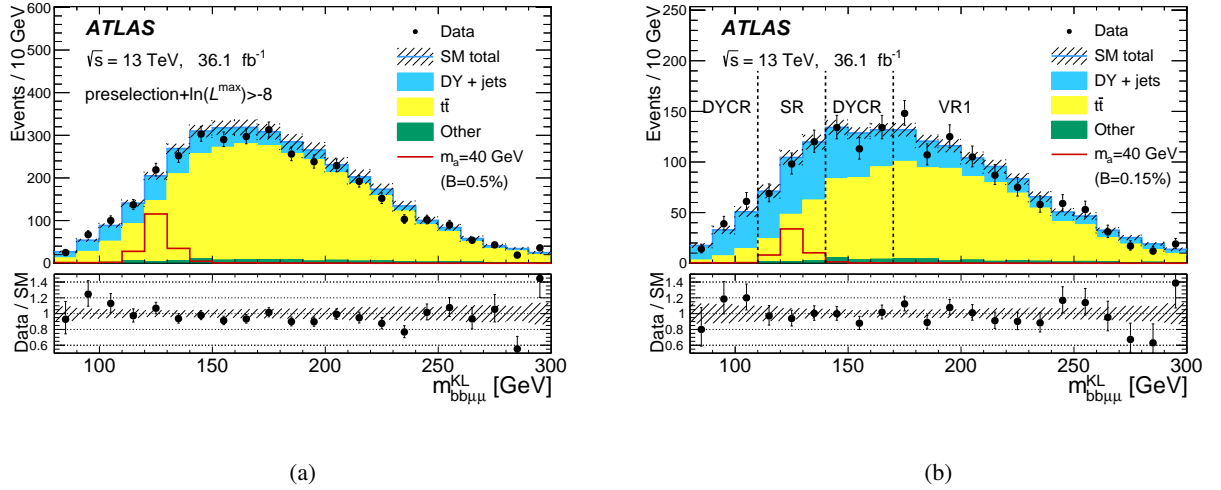 Events / 10 GeV
600
500
400
300
200
100
0
ATLAS
√s = 13 TeV, 36.1 fb-1
preselection+ln(Lmax)>-8
Data
SM total
DY + jets
tt̄
Other
ma=40 GeV
(B=0.5%)
Data / SM
1.4
1.2
1
0.8
0.6
100 150 200 250 300
mKLbbμμ [GeV]
(a)
Events / 10 GeV
250
200
150
100
50
0
ATLAS
√s = 13 TeV, 36.1 fb-1
DYCR SR DYCR VR1
Data
SM total
DY + jets
tt̄
Other
ma=40 GeV
(B=0.15%)
Data / SM
1.4
1.2
1
0.8
0.6
100 150 200 250 300
mKLbbμμ [GeV]
(b)